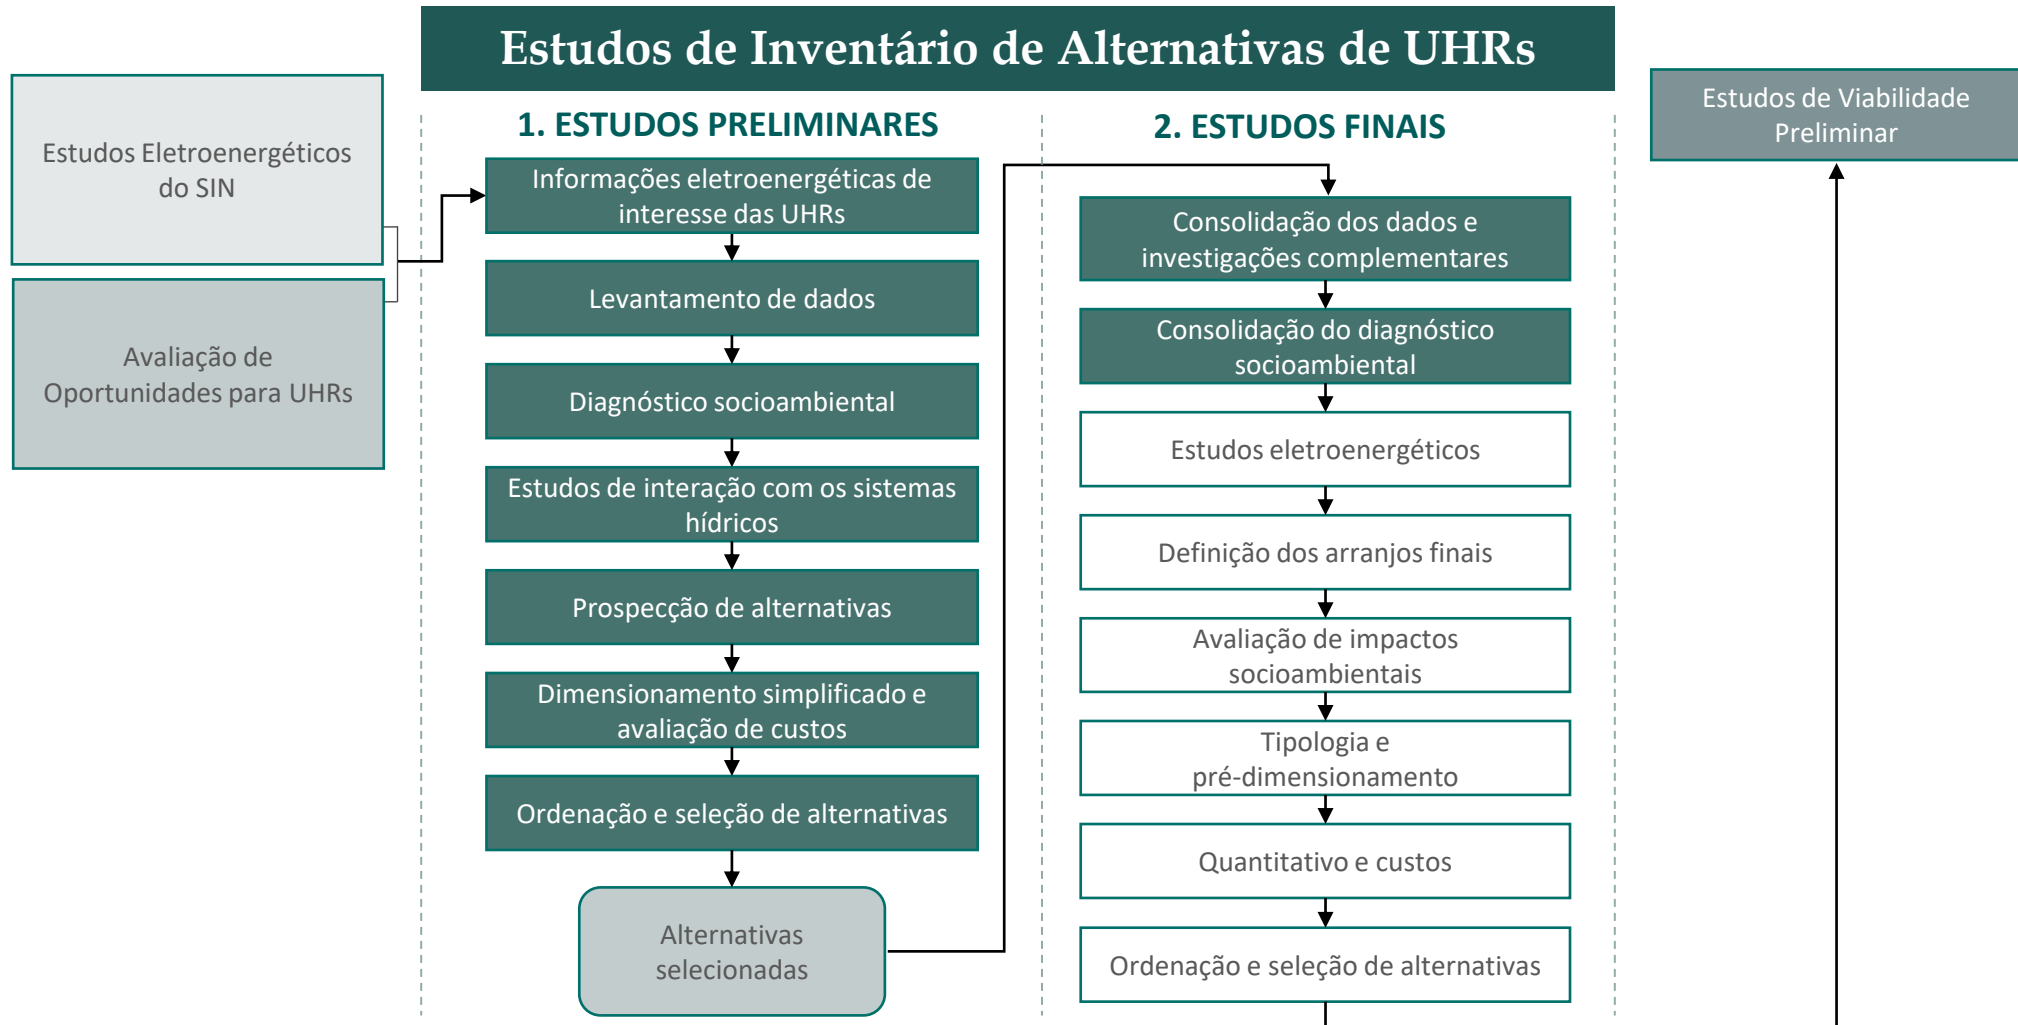 Estudos de Inventário de Alternativas de UHRs
Estudos Eletroenergéticos
do SIN
Avaliação de
Oportunidades para UHRs
1. ESTUDOS PRELIMINARES
Informações eletroenergéticas de
interesse das UHRs
Levantamento de dados
Diagnóstico socioambiental
Estudos de interação com os sistemas
hídricos
Prospecção de alternativas
Dimensionamento simplificado e
avaliação de custos
Ordenação e seleção de alternativas
Alternativas
selecionadas
2. ESTUDOS FINAIS
Consolidação dos dados e
investigações complementares
Consolidação do diagnóstico
socioambiental
Estudos eletroenergéticos
Definição dos arranjos finais
Avaliação de impactos
socioambientais
Tipologia e
pré-dimensionamento
Quantitativo e custos
Ordenação e seleção de alternativas
Estudos de Viabilidade
Preliminar